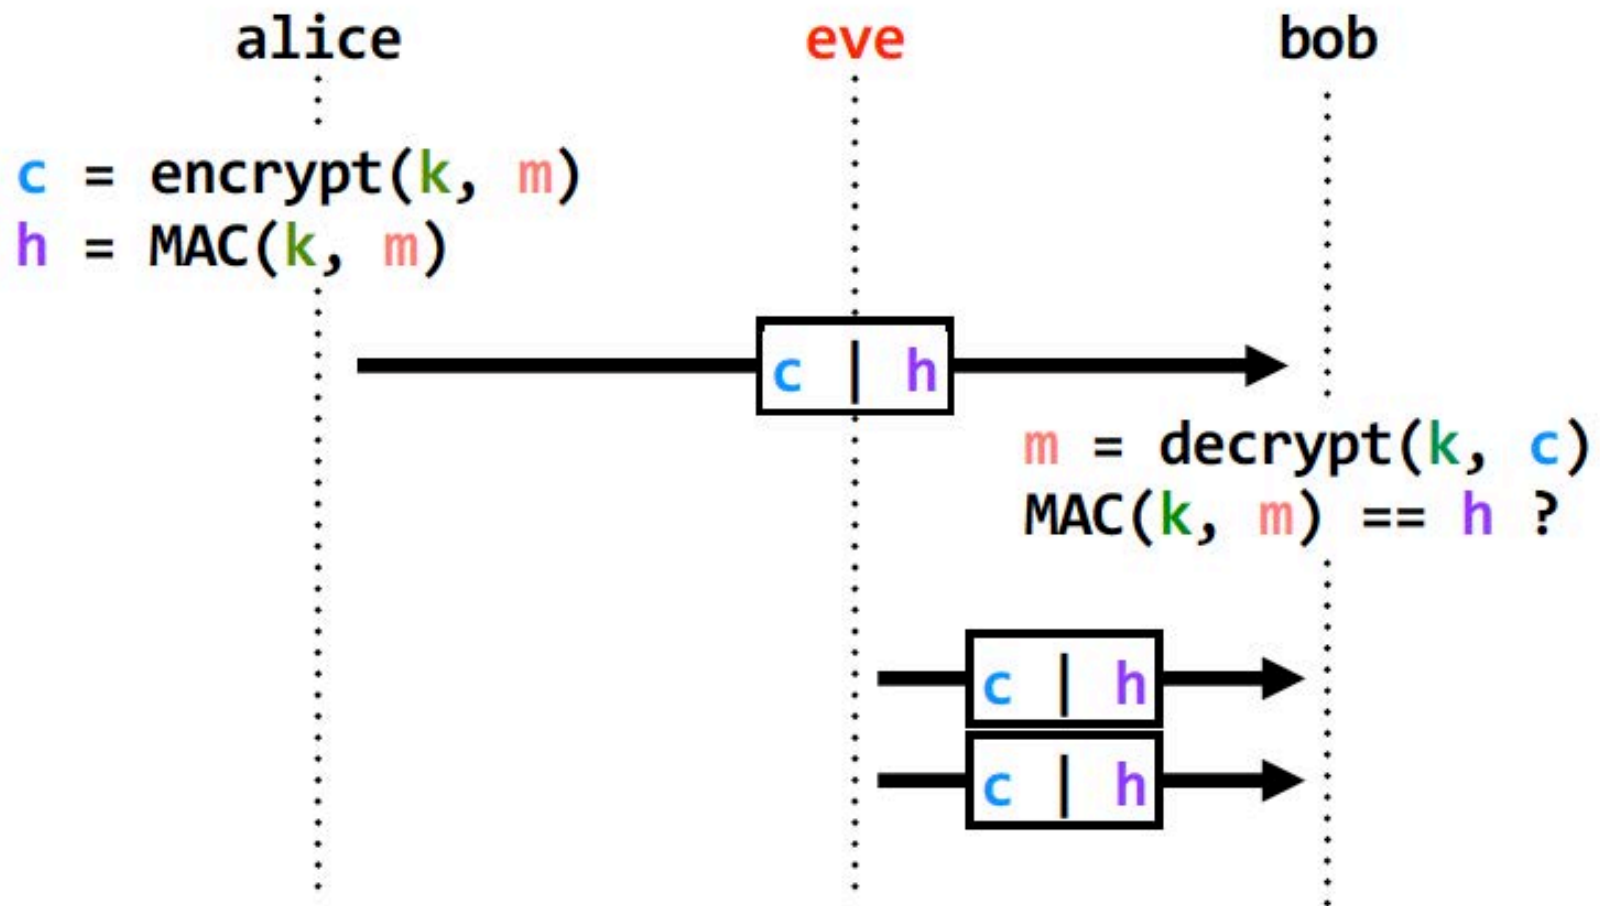 alice eve bob
c = encrypt(k, m)
h = MAC(k, m)
c | h
m = decrypt(k, c)
MAC(k, m) == h ?
c | h
c | h